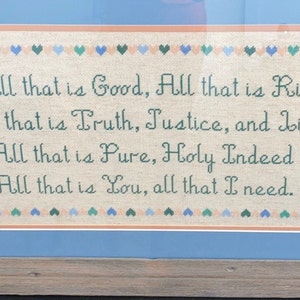 All that is Good, All that is Ri
that is Truth, Justice, and Li
All that is Pure, Holy Indeed
All that is You, all that I need.